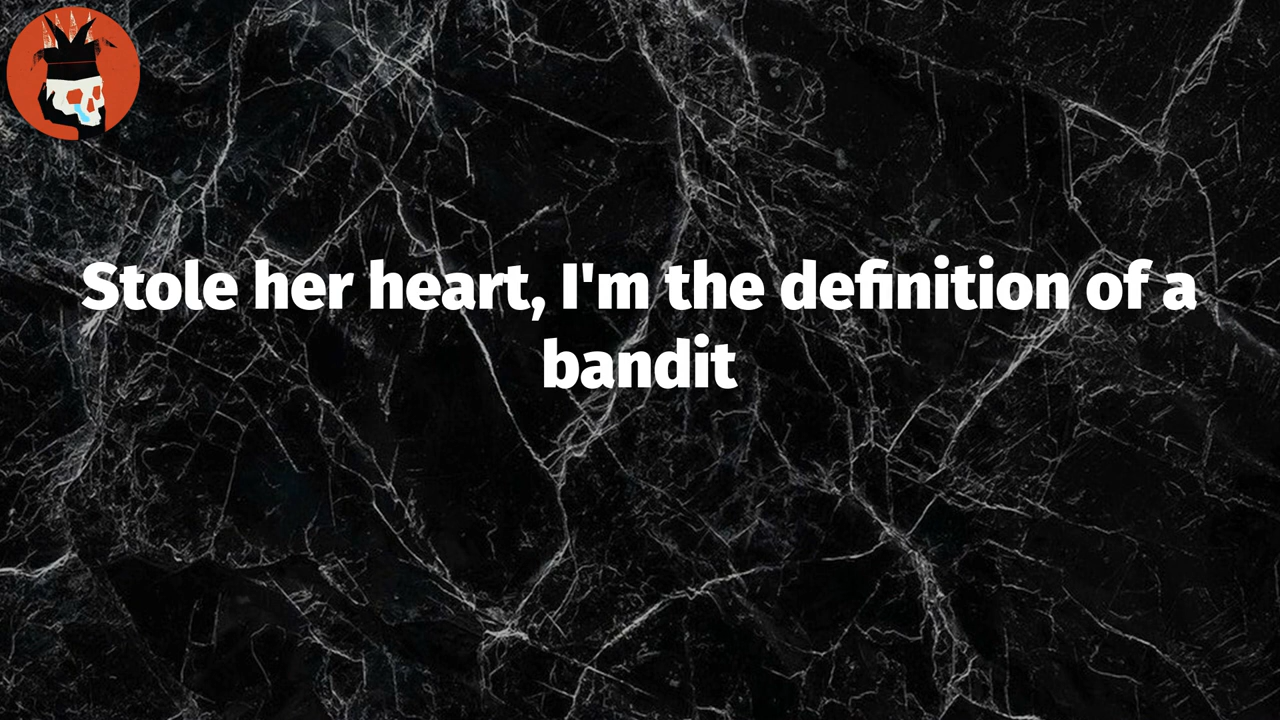 Stole her heart, I'm the definition of a
bandit